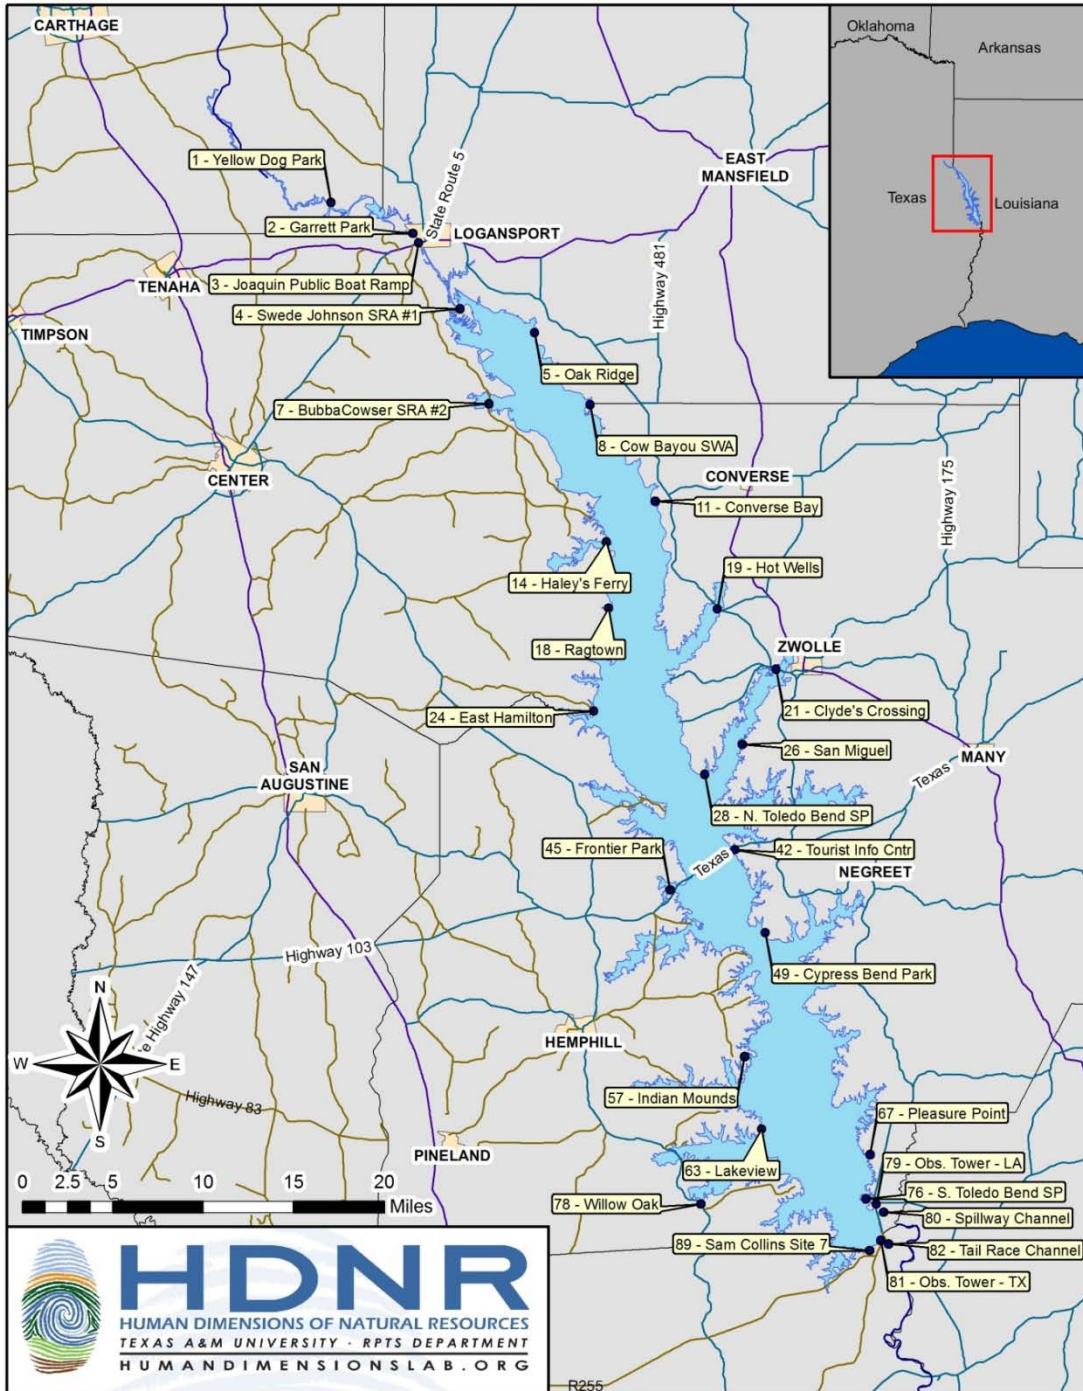 CARTHAGE
Oklahoma
Arkansas
Texas
Louisiana
1 - Yellow Dog Park
State Route 5
EAST
MANSFIELD
2 - Garrett Park
LOGANSPORT
3 - Joaquin Public Boat Ramp
TENAHA
Highway 481
4 - Swede Johnson SRA #1
TIMPSON
5 - Oak Ridge
7 - BubbaCowser SRA #2
8 - Cow Bayou SWA
CENTER
CONVERSE
Highway 175
11 - Converse Bay
19 - Hot Wells
14 - Haley's Ferry
18 - Ragtown
ZWOLLE
24 - East Hamilton
21 - Clyde's Crossing
26 - San Miguel
MANY
SAN
AUGUSTINE
Texas
28 - N. Toledo Bend SP
45 - Frontier Park
Texas
42 - Tourist Info Cntr
NEGREET
Highway 103
49 - Cypress Bend Park
e Highway 147
N
W
E
S
HEMPHILL
57 - Indian Mounds
Highway 83
67 - Pleasure Point
PINELAND
63 - Lakeview
79 - Obs. Tower - LA
76 - S. Toledo Bend SP
0 2.5 5 10 15 20
Miles
78 - Willow Oak
80 - Spillway Channel
89 - Sam Collins Site 7
82 - Tail Race Channel
81 - Obs. Tower - TX
HDNR
HUMAN DIMENSIONS OF NATURAL RESOURCES
TEXAS A&M UNIVERSITY · RPTS DEPARTMENT
HUMANDIMENSIONSLAB.ORG
R255